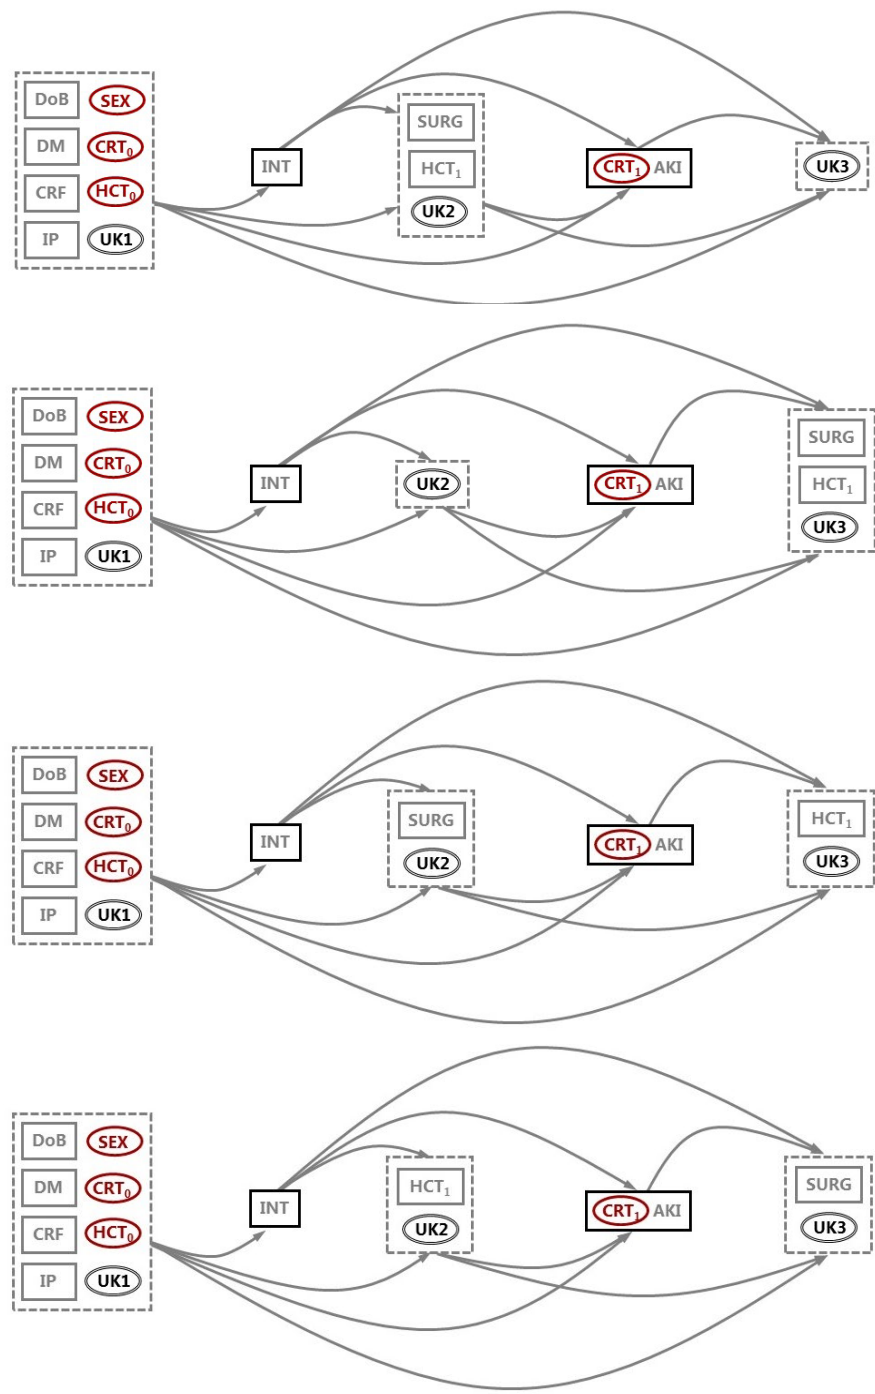 DoB SEX
DM CRT₀
CRF HCT₀
IP UK1
INT
SURG
HCT₁
UK2
CRT₁ AKI
UK3
DoB SEX
DM CRT₀
CRF HCT₀
IP UK1
INT
UK2
CRT₁ AKI
SURG
HCT₁
UK3
DoB SEX
DM CRT₀
CRF HCT₀
IP UK1
INT
SURG
UK2
CRT₁ AKI
HCT₁
UK3
DoB SEX
DM CRT₀
CRF HCT₀
IP UK1
INT
HCT₁
UK2
CRT₁ AKI
SURG
UK3